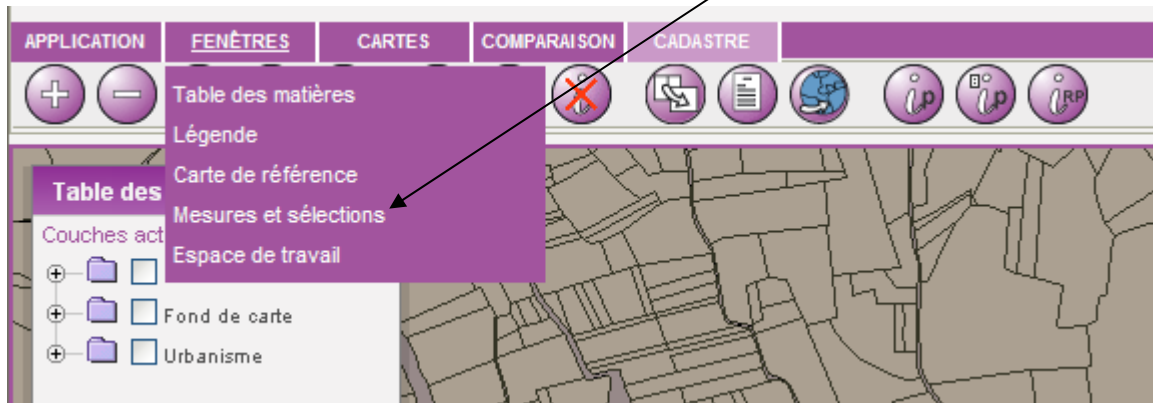 APPLICATION FENÊTRES CARTES COMPARAISON CADASTRE
p p RP
Table des matières
Légende
Carte de référence
Mesures et sélections
Espace de travail
Table des
Couches act
Fond de carte
Urbanisme